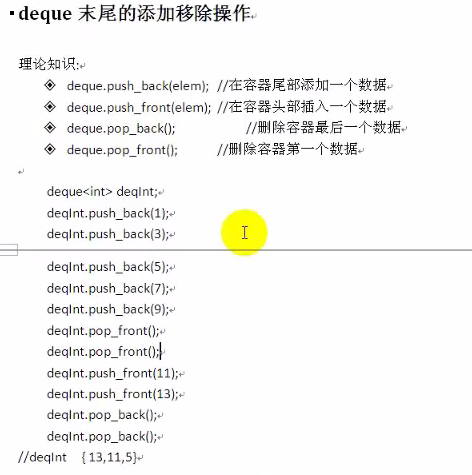 deque 末尾的添加移除操作
理论知识:
deque.push_back(elem); //在容器尾部添加一个数据
deque.push_front(elem); //在容器头部插入一个数据
deque.pop_back(); //删除容器最后一个数据
deque.pop_front(); //删除容器第一个数据
deque<int> deqInt;
deqInt.push_back(1);
deqInt.push_back(3);
deqInt.push_back(5);
deqInt.push_back(7);
deqInt.push_back(9);
deqInt.pop_front();
deqInt.pop_front();
deqInt.push_front(11);
deqInt.push_front(13);
deqInt.pop_back();
deqInt.pop_back();
//deqInt { 13,11,5}